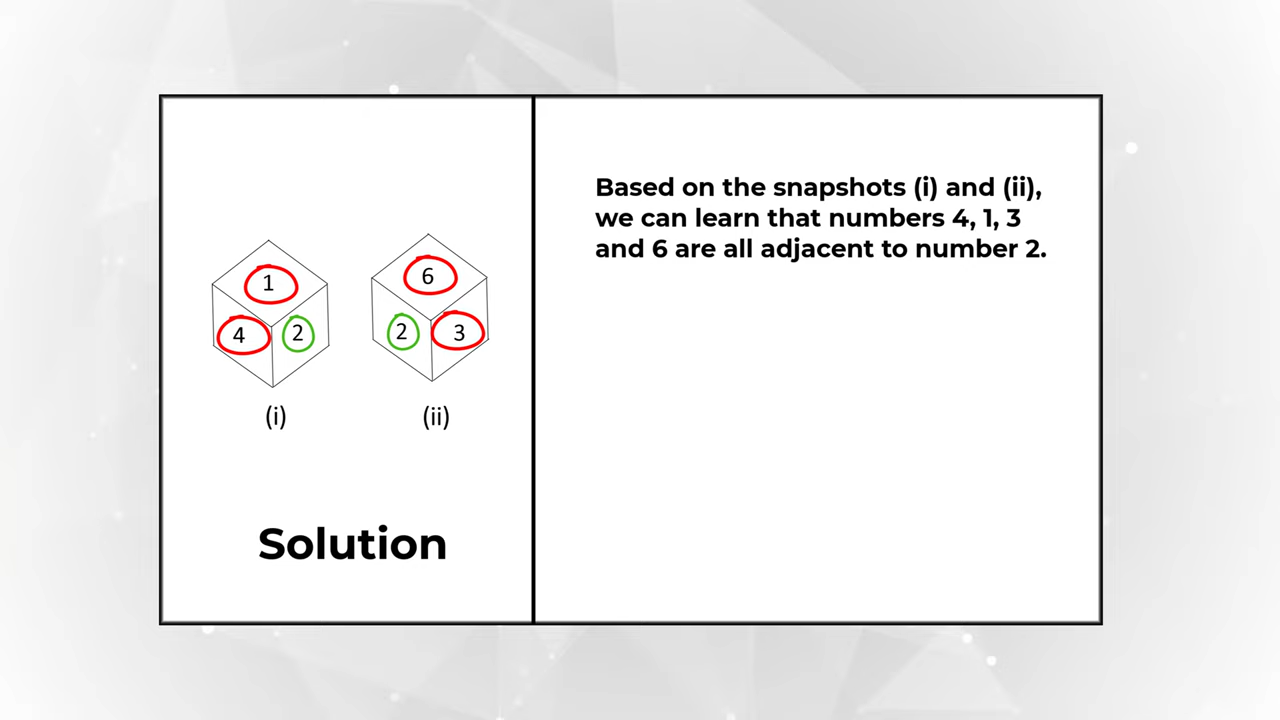 1
4
2
(i)
6
2
3
(ii)
Solution
Based on the snapshots (i) and (ii),
we can learn that numbers 4, 1, 3
and 6 are all adjacent to number 2.